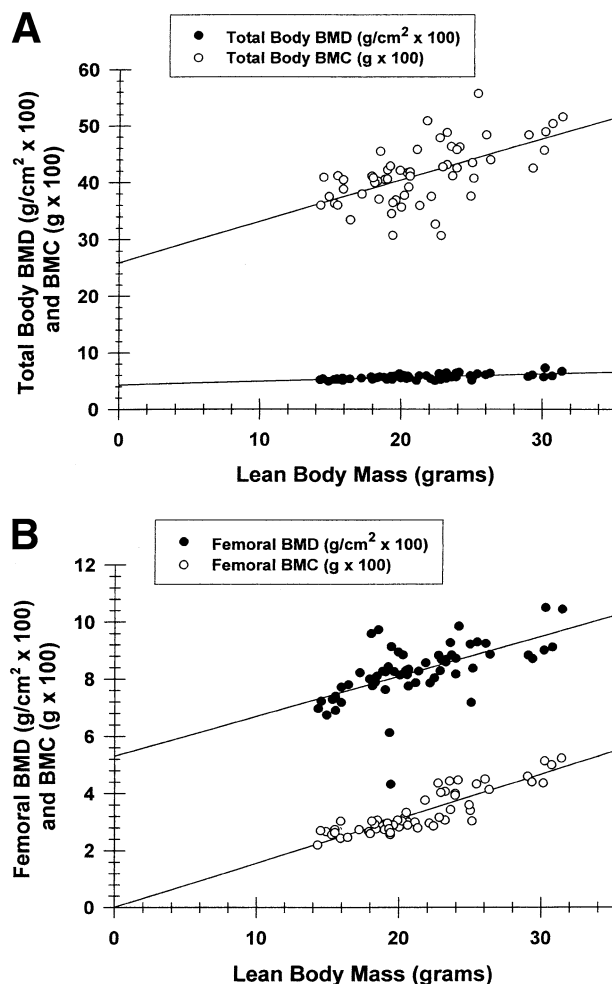 A
Total Body BMD (g/cm² x 100)
Total Body BMC (g x 100)
60
50
40
30
20
10
0
Total Body BMD (g/cm² x 100)
and BMC (g x 100)
0
10
20
30
Lean Body Mass (grams)
B
Femoral BMD (g/cm² x 100)
Femoral BMC (g x 100)
12
10
8
6
4
2
0
Femoral BMD (g/cm² x 100)
and BMC (g x 100)
0
10
20
30
Lean Body Mass (grams)